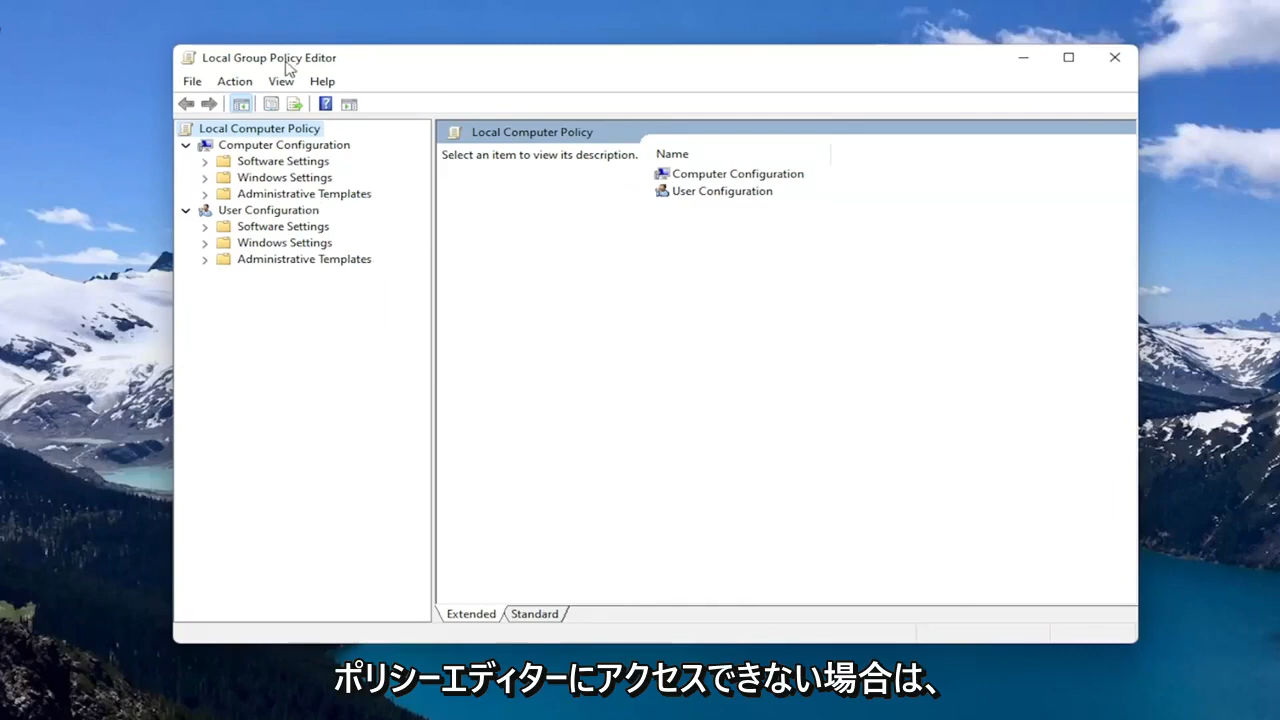 Local Group Policy Editor
File Action View Help
Local Computer Policy
Computer Configuration
Software Settings
Windows Settings
Administrative Templates
User Configuration
Software Settings
Windows Settings
Administrative Templates
Local Computer Policy
Select an item to view its description.
Name
Computer Configuration
User Configuration
Extended Standard
ポリシーエディターにアクセスできない場合は、